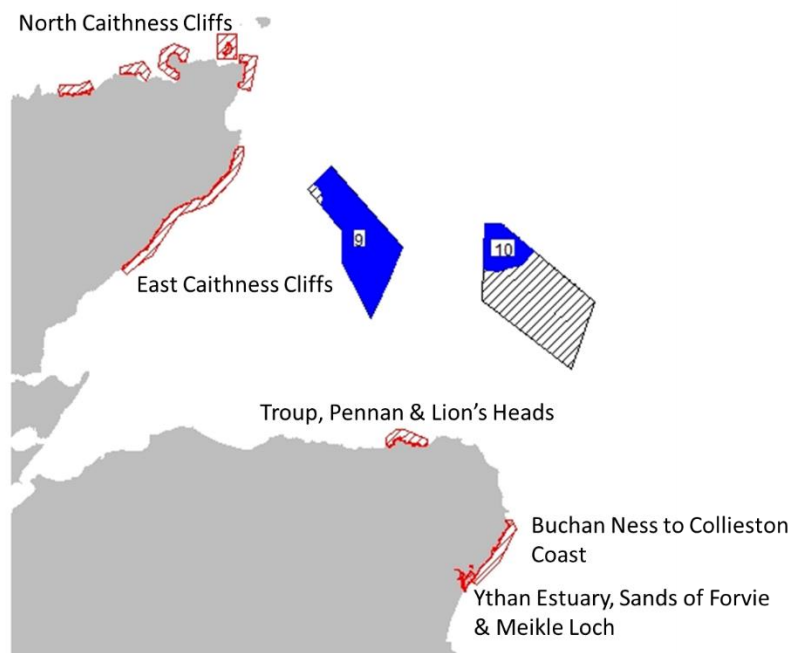 North Caithness Cliffs
9
10
East Caithness Cliffs
Troup, Pennan & Lion's Heads
Buchan Ness to Collieston
Coast
Ythan Estuary, Sands of Forvie
& Meikle Loch